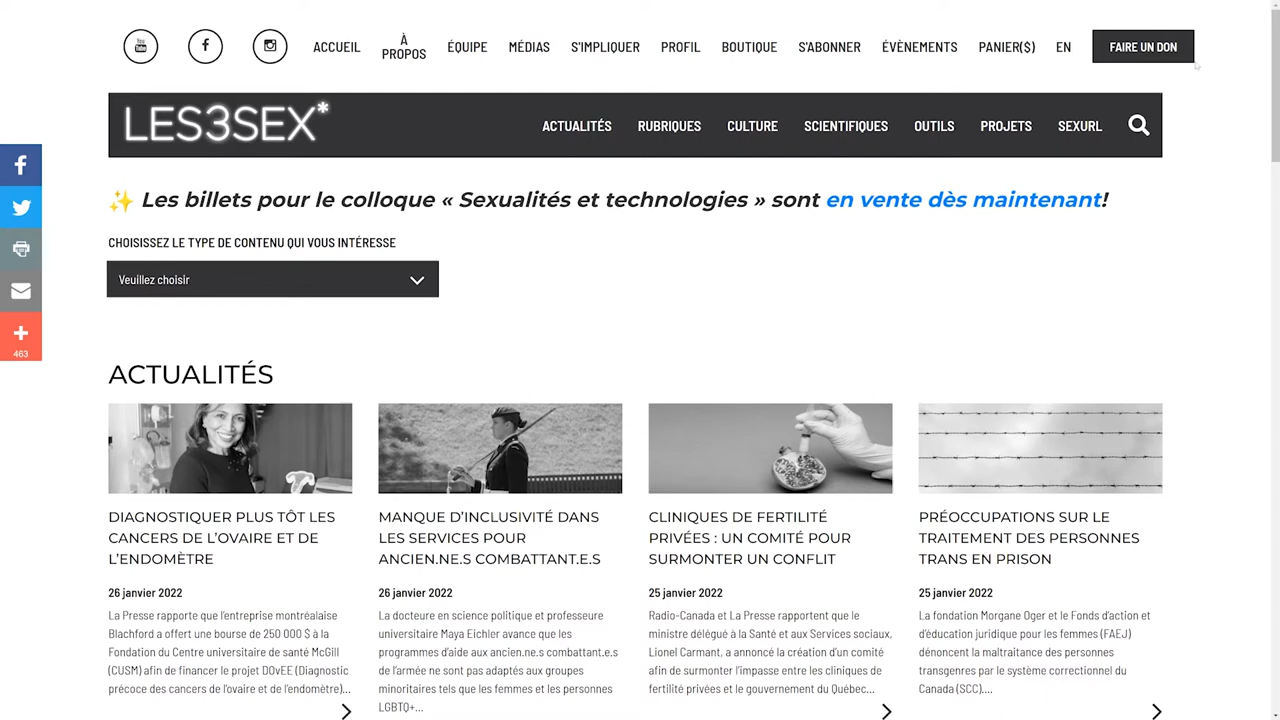 You Tube
ACCUEIL
À PROPOS
ÉQUIPE
MÉDIAS
S'IMPLIQUER
PROFIL
BOUTIQUE
S'ABONNER
ÉVÈNEMENTS
PANIER($)
EN
FAIRE UN DON
LES3SEX*
ACTUALITÉS
RUBRIQUES
CULTURE
SCIENTIFIQUES
OUTILS
PROJETS
SEXURL
463
✨ Les billets pour le colloque « Sexualités et technologies » sont en vente dès maintenant!
CHOISISSEZ LE TYPE DE CONTENU QUI VOUS INTÉRESSE
Veuillez choisir
ACTUALITÉS
DIAGNOSTIQUER PLUS TÔT LES
CANCERS DE L'OVAIRE ET DE
L'ENDOMÈTRE
26 janvier 2022
La Presse rapporte que l'entreprise montréalaise
Blachford a offert une bourse de 250 000 $ à la
Fondation du Centre universitaire de santé McGill
(CUSM) afin de financer le projet DOvEE (Diagnostic
précoce des cancers de l'ovaire et de l'endomètre)...
MANQUE D'INCLUSIVITÉ DANS
LES SERVICES POUR
ANCIEN.NE.S COMBATTANT.E.S
26 janvier 2022
La docteure en science politique et professeure
universitaire Maya Eichler avance que les
programmes d'aide aux ancien.ne.s combattant.e.s
de l'armée ne sont pas adaptés aux groupes
minoritaires tels que les femmes et les personnes
LGBTQ+...
CLINIQUES DE FERTILITÉ
PRIVÉES : UN COMITÉ POUR
SURMONTER UN CONFLIT
25 janvier 2022
Radio-Canada et La Presse rapportent que le
ministre délégué à la Santé et aux Services sociaux,
Lionel Carmant, a annoncé la création d'un comité
afin de surmonter l'impasse entre les cliniques de
fertilité privées et le gouvernement du Québec...
PRÉOCCUPATIONS SUR LE
TRAITEMENT DES PERSONNES
TRANS EN PRISON
25 janvier 2022
La fondation Morgane Oger et le Fonds d'action et
d'éducation juridique pour les femmes (FAEJ)
dénoncent la maltraitance des personnes
transgenres par le système correctionnel du
Canada (SCC)....